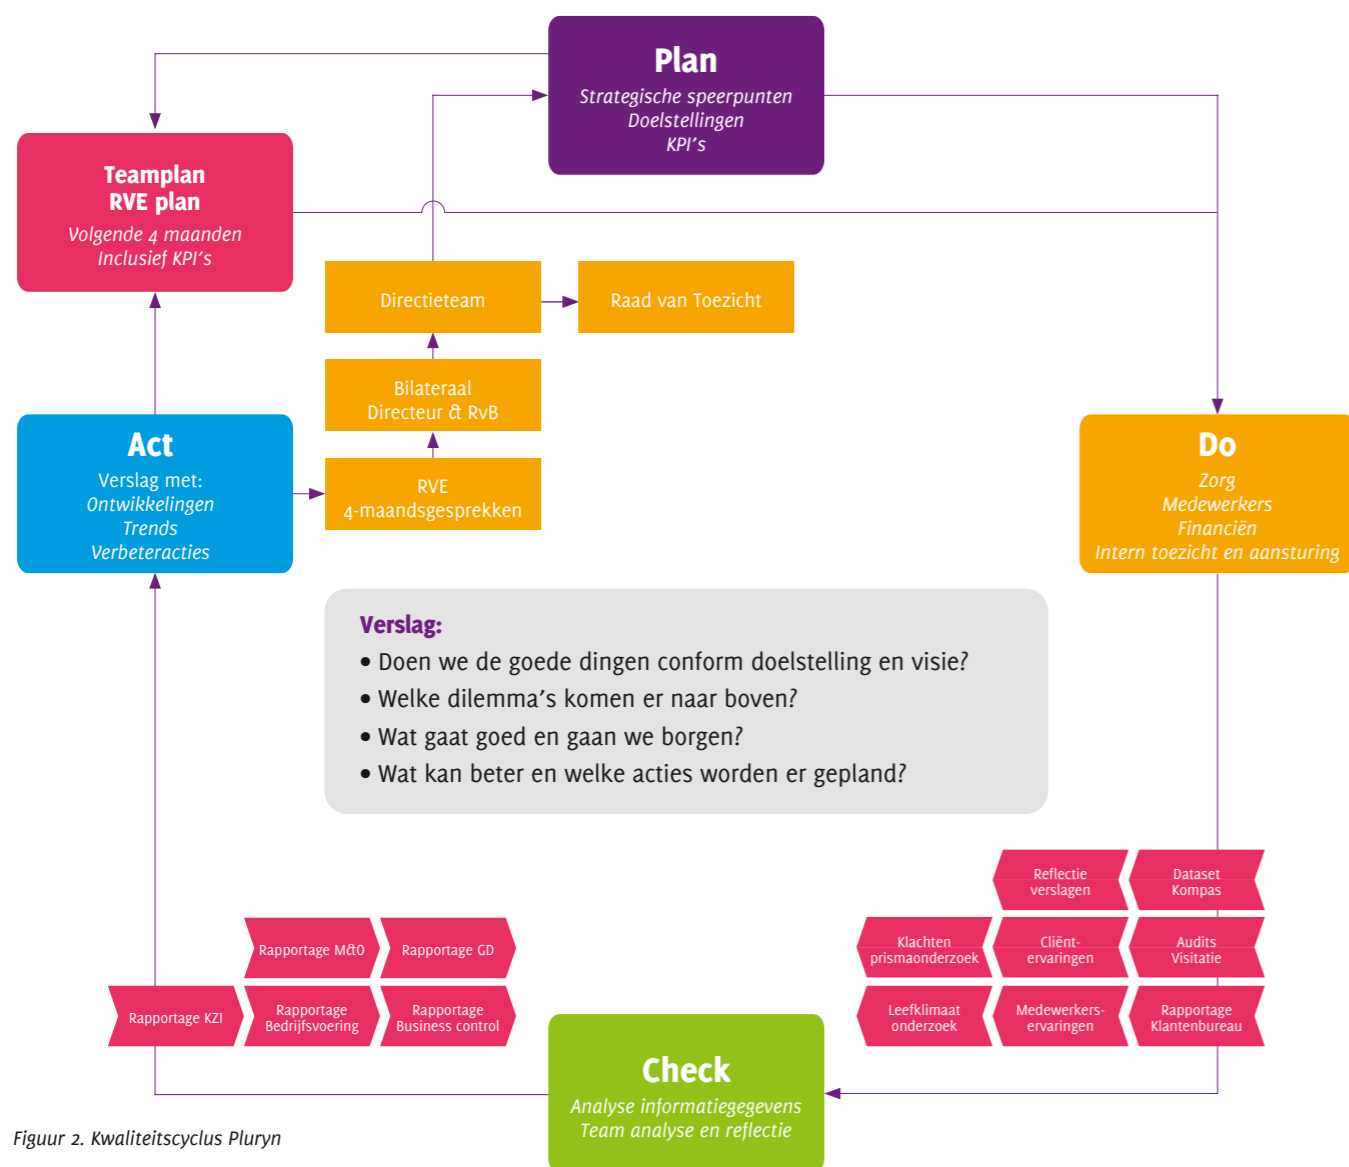 Plan
Strategische speerpunten
Doelstellingen
KPI's
Teamplan
RVE plan
Volgende 4 maanden
Inclusief KPI's
Directieteam
Raad van Toezicht
Bilateraal
Directeur & RvB
RVE
4-maandsgesprekken
Act
Verslag met:
Ontwikkelingen
Trends
Verbeteracties
Do
Zorg
Medewerkers
Financiën
Intern toezicht en aansturing
Verslag:
• Doen we de goede dingen conform doelstelling en visie?
• Welke dilemma's komen er naar boven?
• Wat gaat goed en gaan we borgen?
• Wat kan beter en welke acties worden er gepland?
Reflectie
verslagen
Dataset
Kompas
Klachten
prismaonderzoek
Cliënt-
ervaringen
Audits
Visitatie
Leefklimaat
onderzoek
Medewerkers-
ervaringen
Rapportage
Klantenbureau
Rapportage M&O
Rapportage GD
Rapportage KZI
Rapportage
Bedrijfsvoering
Rapportage
Business control
Check
Analyse informatiegegevens
Team analyse en reflectie
Figuur 2. Kwaliteitscyclus Pluryn